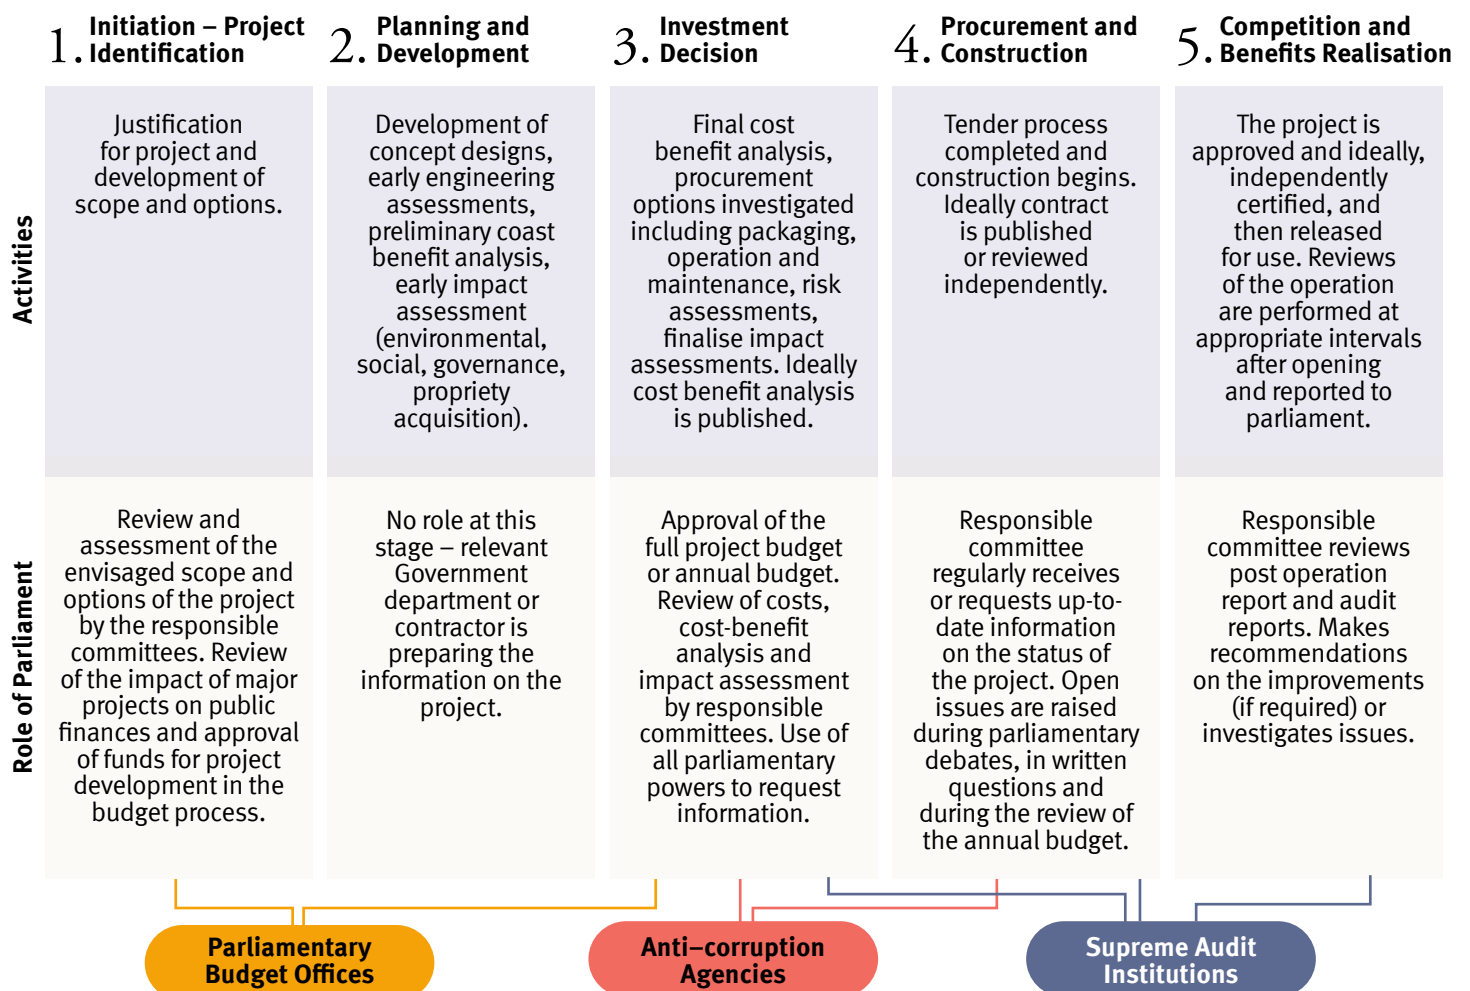 1. Initiation – Project
Identification
2. Planning and
Development
3. Investment
Decision
4. Procurement and
Construction
5. Competition and
Benefits Realisation
Activities
Justification
for project and
development of
scope and options.
Development of
concept designs,
early engineering
assessments,
preliminary coast
benefit analysis,
early impact
assessment
(environmental,
social, governance,
propriety
acquisition).
Final cost
benefit analysis,
procurement
options investigated
including packaging,
operation and
maintenance, risk
assessments,
finalise impact
assessments. Ideally
cost benefit analysis
is published.
Tender process
completed and
construction begins.
Ideally contract
is published
or reviewed
independently.
The project is
approved and ideally,
independently
certified, and
then released
for use. Reviews
of the operation
are performed at
appropriate intervals
after opening
and reported to
parliament.
Role of Parliament
Review and
assessment of the
envisaged scope and
options of the project
by the responsible
committees. Review
of the impact of major
projects on public
finances and approval
of funds for project
development in the
budget process.
No role at this
stage – relevant
Government
department or
contractor is
preparing the
information on the
project.
Approval of the
full project budget
or annual budget.
Review of costs,
cost-benefit
analysis and
impact assessment
by responsible
committees. Use of
all parliamentary
powers to request
information.
Responsible
committee
regularly receives
or requests up-to-
date information
on the status of
the project. Open
issues are raised
during parliamentary
debates, in written
questions and
during the review of
the annual budget.
Responsible
committee reviews
post operation
report and audit
reports. Makes
recommendations
on the improvements
(if required) or
investigates issues.
Parliamentary
Budget Offices
Anti–corruption
Agencies
Supreme Audit
Institutions